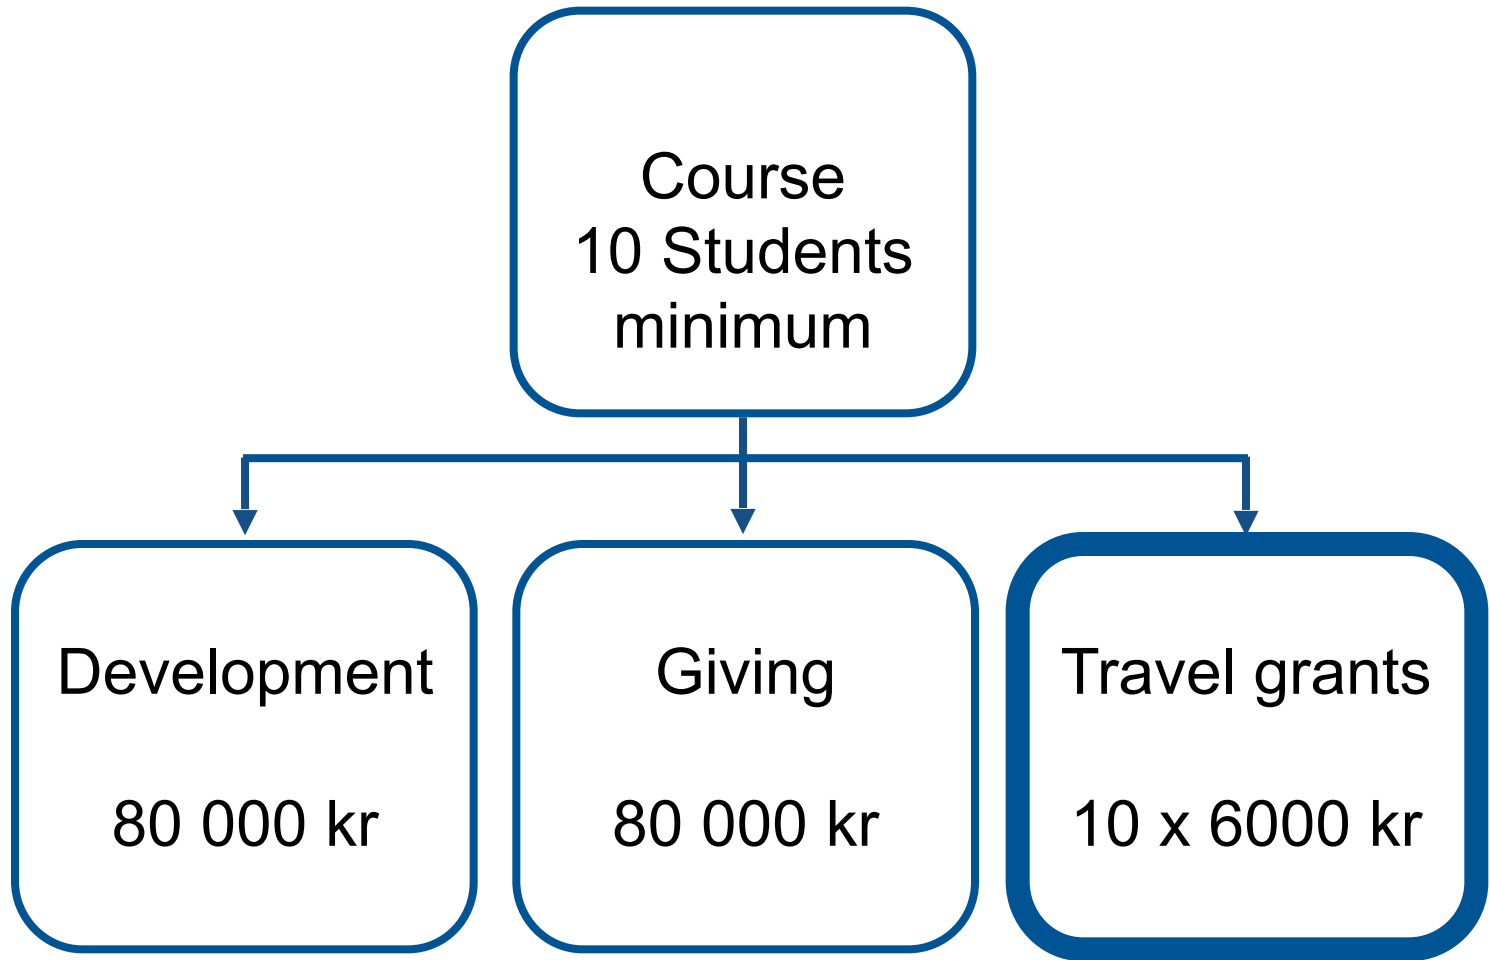 Course
10 Students
minimum
Development
80 000 kr
Giving
80 000 kr
Travel grants
10 x 6000 kr